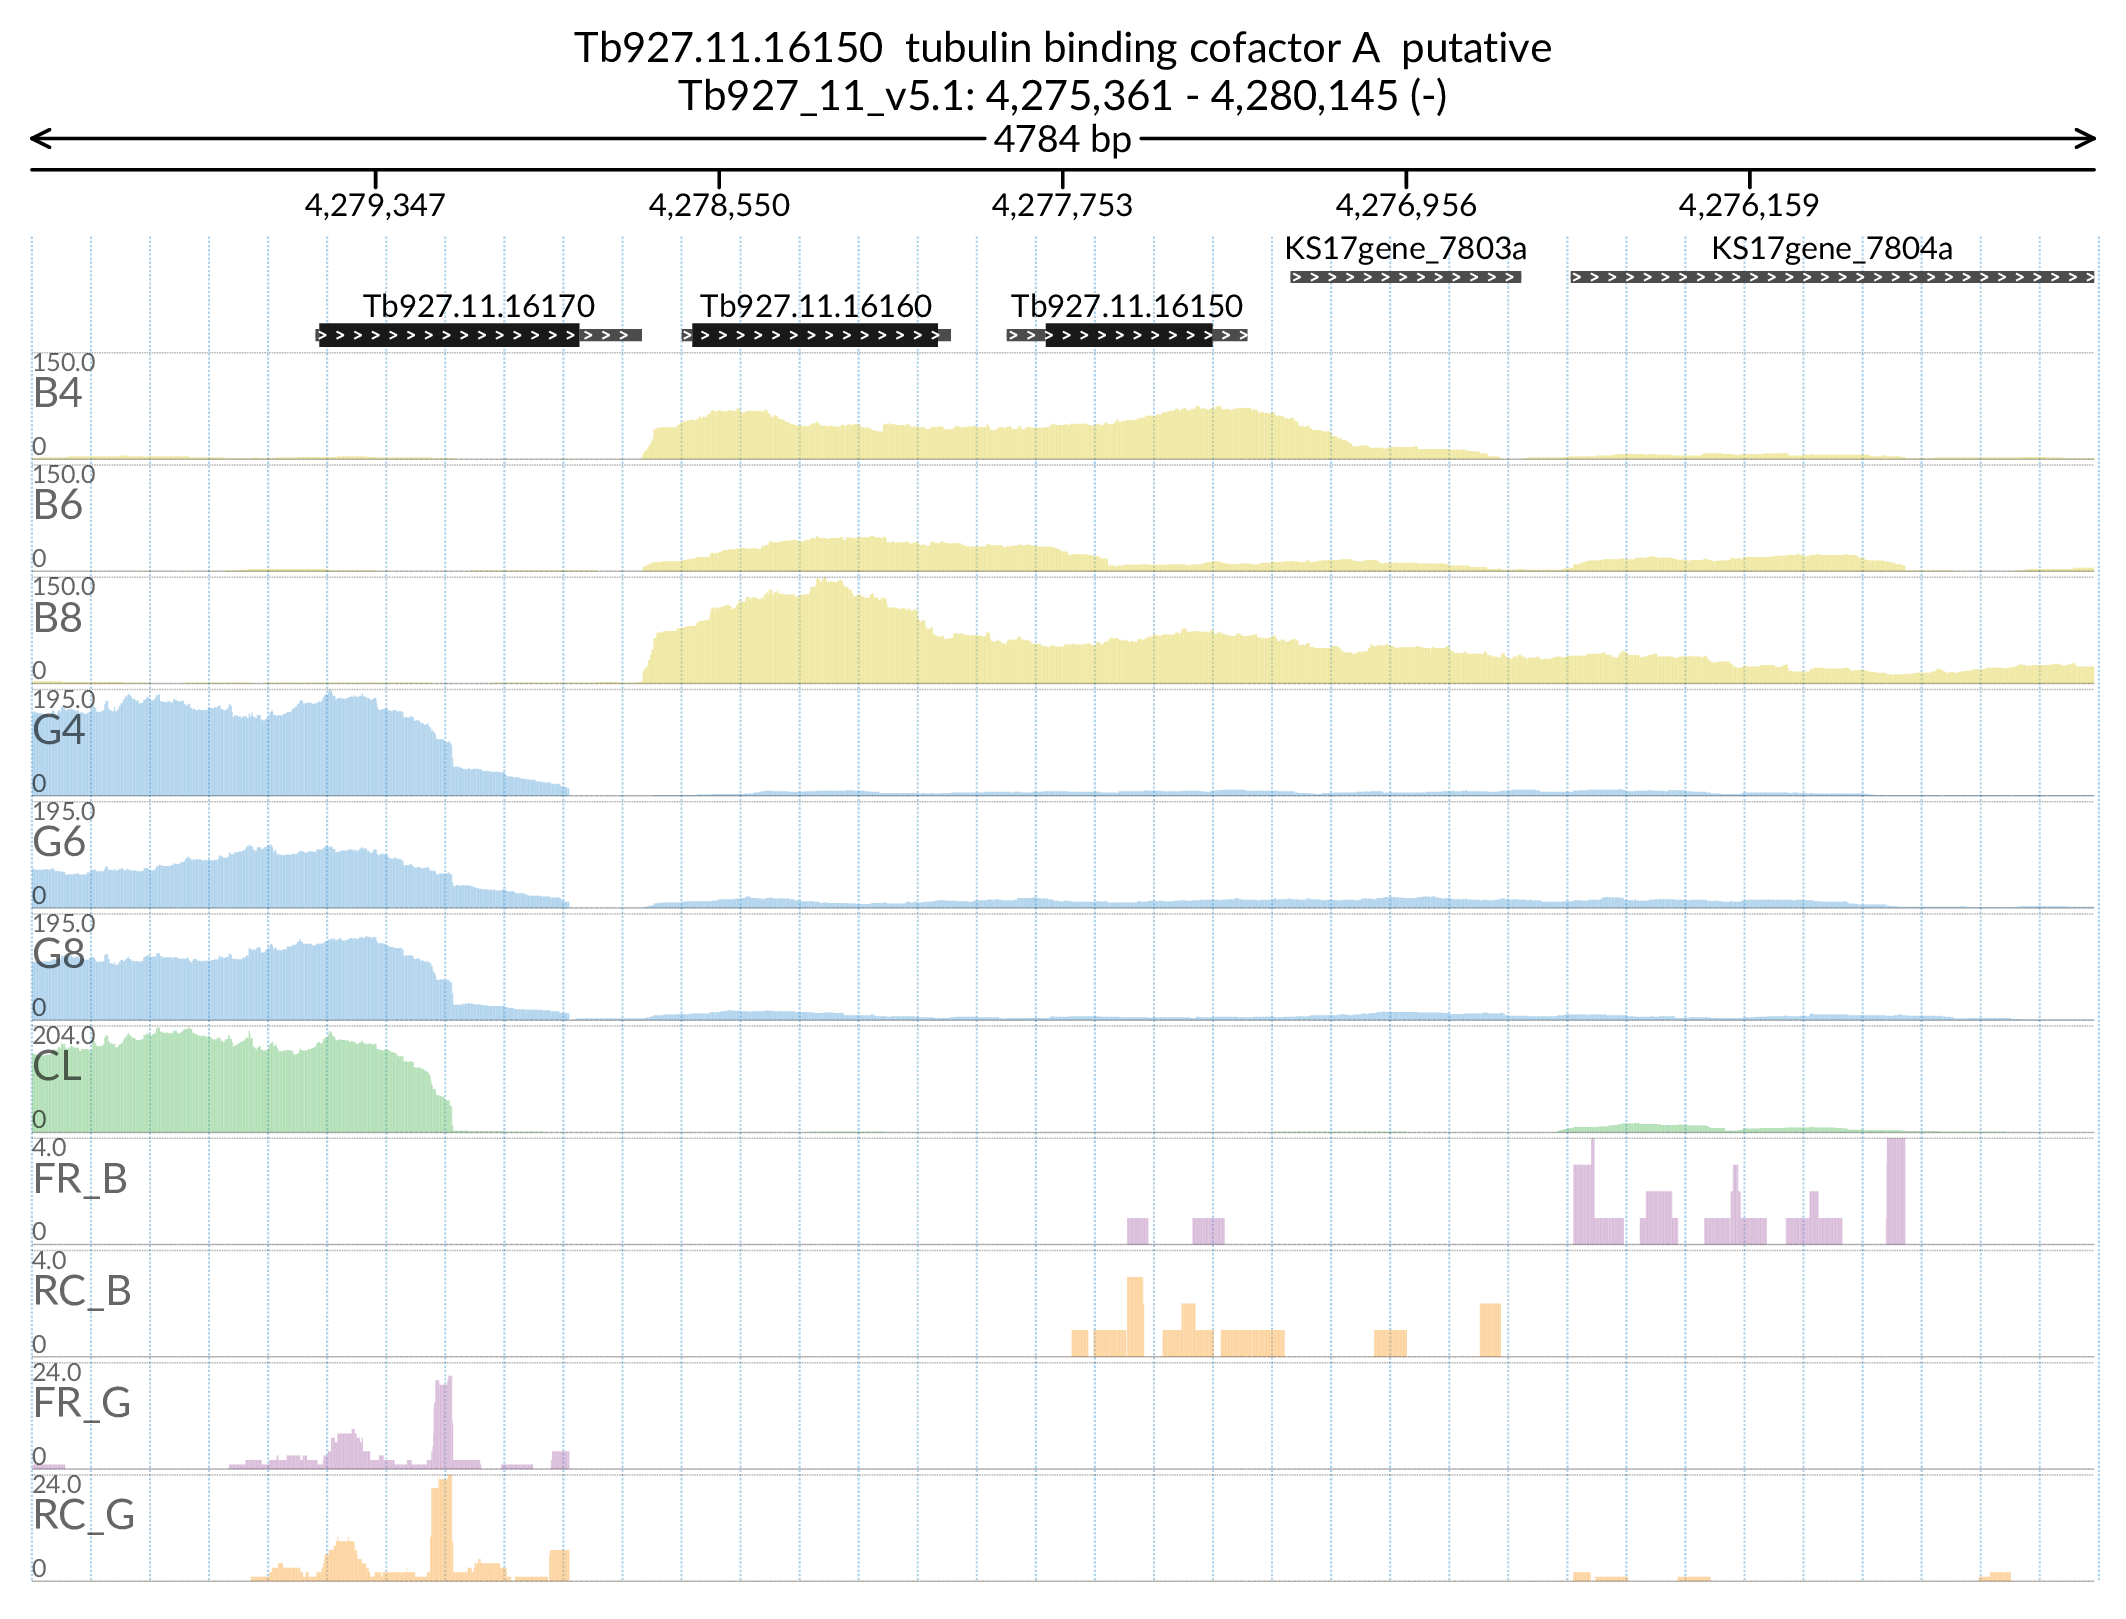 Tb927.11.16150  tubulin binding cofactor A  putative
Tb927_11_v5.1: 4,275,361 - 4,280,145 (-)
4784 bp
4,279,347 4,278,550 4,277,753 4,276,956 4,276,159
KS17gene_7803a KS17gene_7804a
Tb927.11.16170 Tb927.11.16160 Tb927.11.16150
150.0
B4
0
150.0
B6
0
150.0
B8
0
195.0
G4
0
195.0
G6
0
195.0
G8
0
204.0
CL
0
4.0
FR_B
0
4.0
RC_B
0
24.0
FR_G
0
24.0
RC_G
0